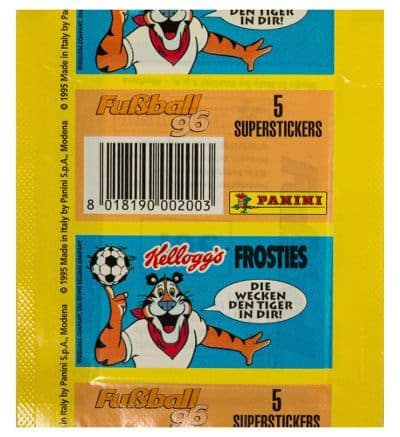 DEN TIGER
IN DIR!
© 1995 Made in Italy by Panini S.p.A., Modena
Fußball
96
5
SUPERSTICKERS
8 018190 002003
PANINI
Kellogg's FROSTIES
DIE
WECKEN
DEN TIGER
IN DIR!
© 1995 Made in Italy by Panini S.p.A., Modena
Fußball
96
5
SUPERSTICKERS